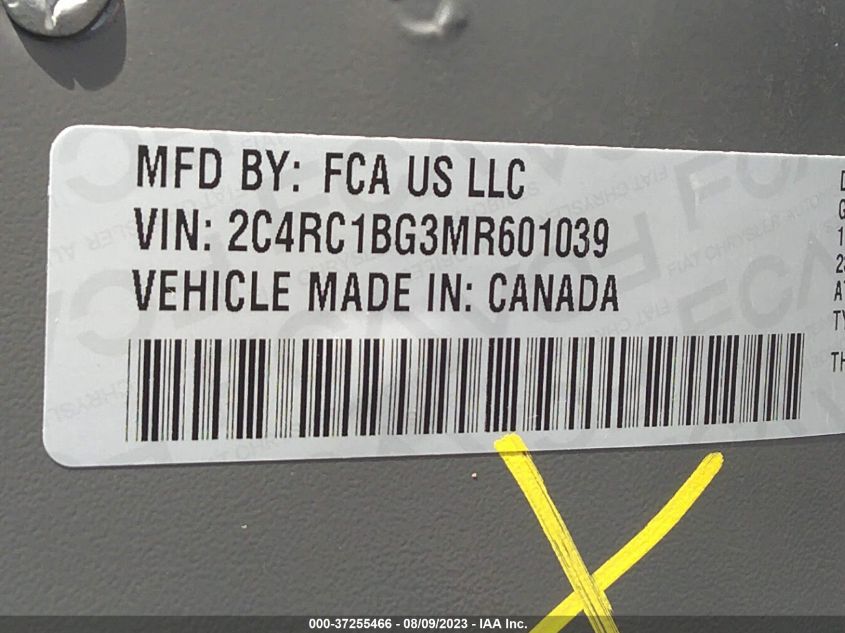 MFD BY: FCA US LLC
VIN: 2C4RC1BG3MR601039
VEHICLE MADE IN: CANADA
000-37255466 - 08/09/2023 - IAA Inc.